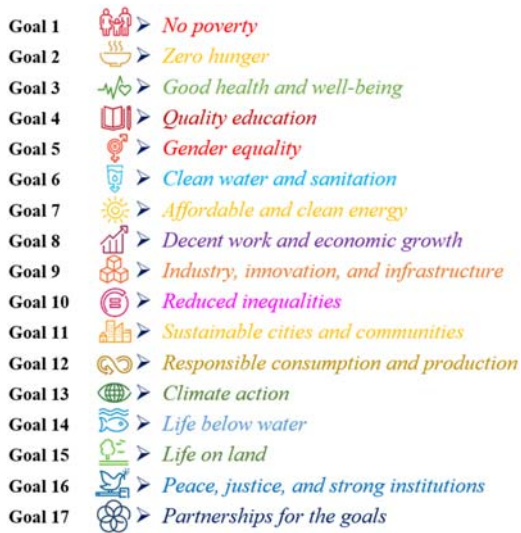 Goal 1 ➢ No poverty
Goal 2 ➢ Zero hunger
Goal 3 ➢ Good health and well-being
Goal 4 ➢ Quality education
Goal 5 ➢ Gender equality
Goal 6 ➢ Clean water and sanitation
Goal 7 ➢ Affordable and clean energy
Goal 8 ➢ Decent work and economic growth
Goal 9 ➢ Industry, innovation, and infrastructure
Goal 10 ➢ Reduced inequalities
Goal 11 ➢ Sustainable cities and communities
Goal 12 ➢ Responsible consumption and production
Goal 13 ➢ Climate action
Goal 14 ➢ Life below water
Goal 15 ➢ Life on land
Goal 16 ➢ Peace, justice, and strong institutions
Goal 17 ➢ Partnerships for the goals